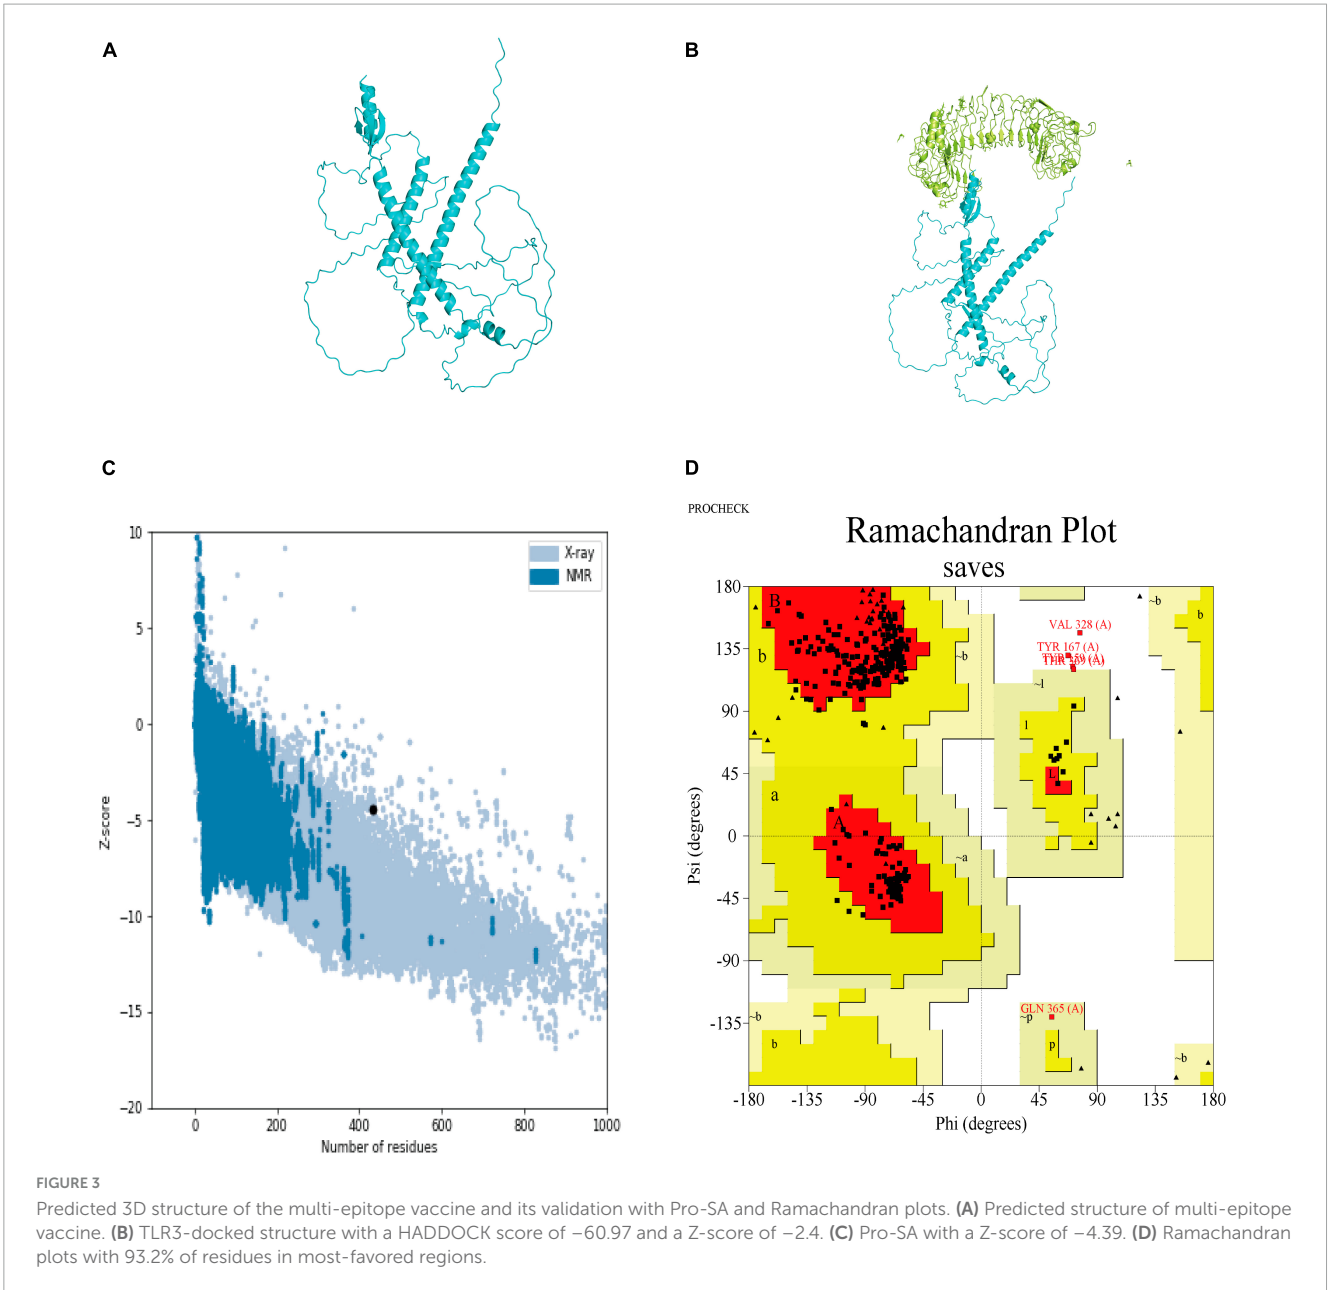 A
B
C
D
10
5
0
−5
−10
−15
−20
Z-score
0
200
400
600
800
1000
Number of residues
X-ray
NMR
PROCHECK
Ramachandran Plot
saves
180
135
90
45
0
-45
-90
-135
Psi (degrees)
-180
-135
-90
-45
0
45
90
135
180
Phi (degrees)
B
b
~b
~b
b
VAL 328 (A)
TYR 167 (A)
~l
l
L
a
A
~a
GLN 365 (A)
~b
~p
b
p
~b
FIGURE 3
Predicted 3D structure of the multi-epitope vaccine and its validation with Pro-SA and Ramachandran plots. (A) Predicted structure of multi-epitope
vaccine. (B) TLR3-docked structure with a HADDOCK score of −60.97 and a Z-score of −2.4. (C) Pro-SA with a Z-score of −4.39. (D) Ramachandran
plots with 93.2% of residues in most-favored regions.